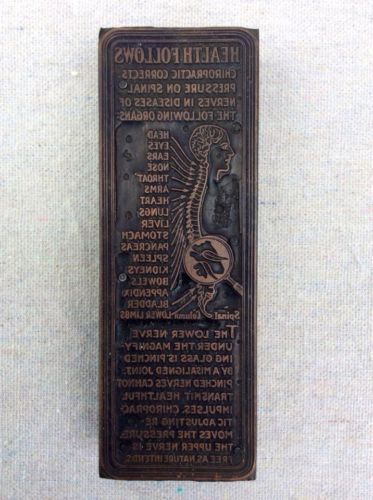 HEALTH FOLLOWS
CHIROPRACTIC CORRECTS
PRESSURE ON SPINAL
NERVES IN DISEASES OF
THE FOLLOWING ORGANS
HEAD
EYES
EARS
NOSE
THROAT
ARMS
HEART
LUNGS
LIVER
STOMACH
PANCREAS
SPLEEN
KIDNEYS
BOWELS
APPENDIX
BLADDER
LOWER LIMBS
Spinal Column
THE LOWER NERVE
UNDER THE MAGNIFY-
ING GLASS IS PINCHED
BY A MISALIGNED JOINT.
PINCHED NERVES CANNOT
TRANSMIT HEALTHFUL
IMPULSES. CHIROPRAC-
TIC ADJUSTING RE-
MOVES THE PRESSURE.
THE UPPER NERVE IS
FREE AS NATURE INTENDS